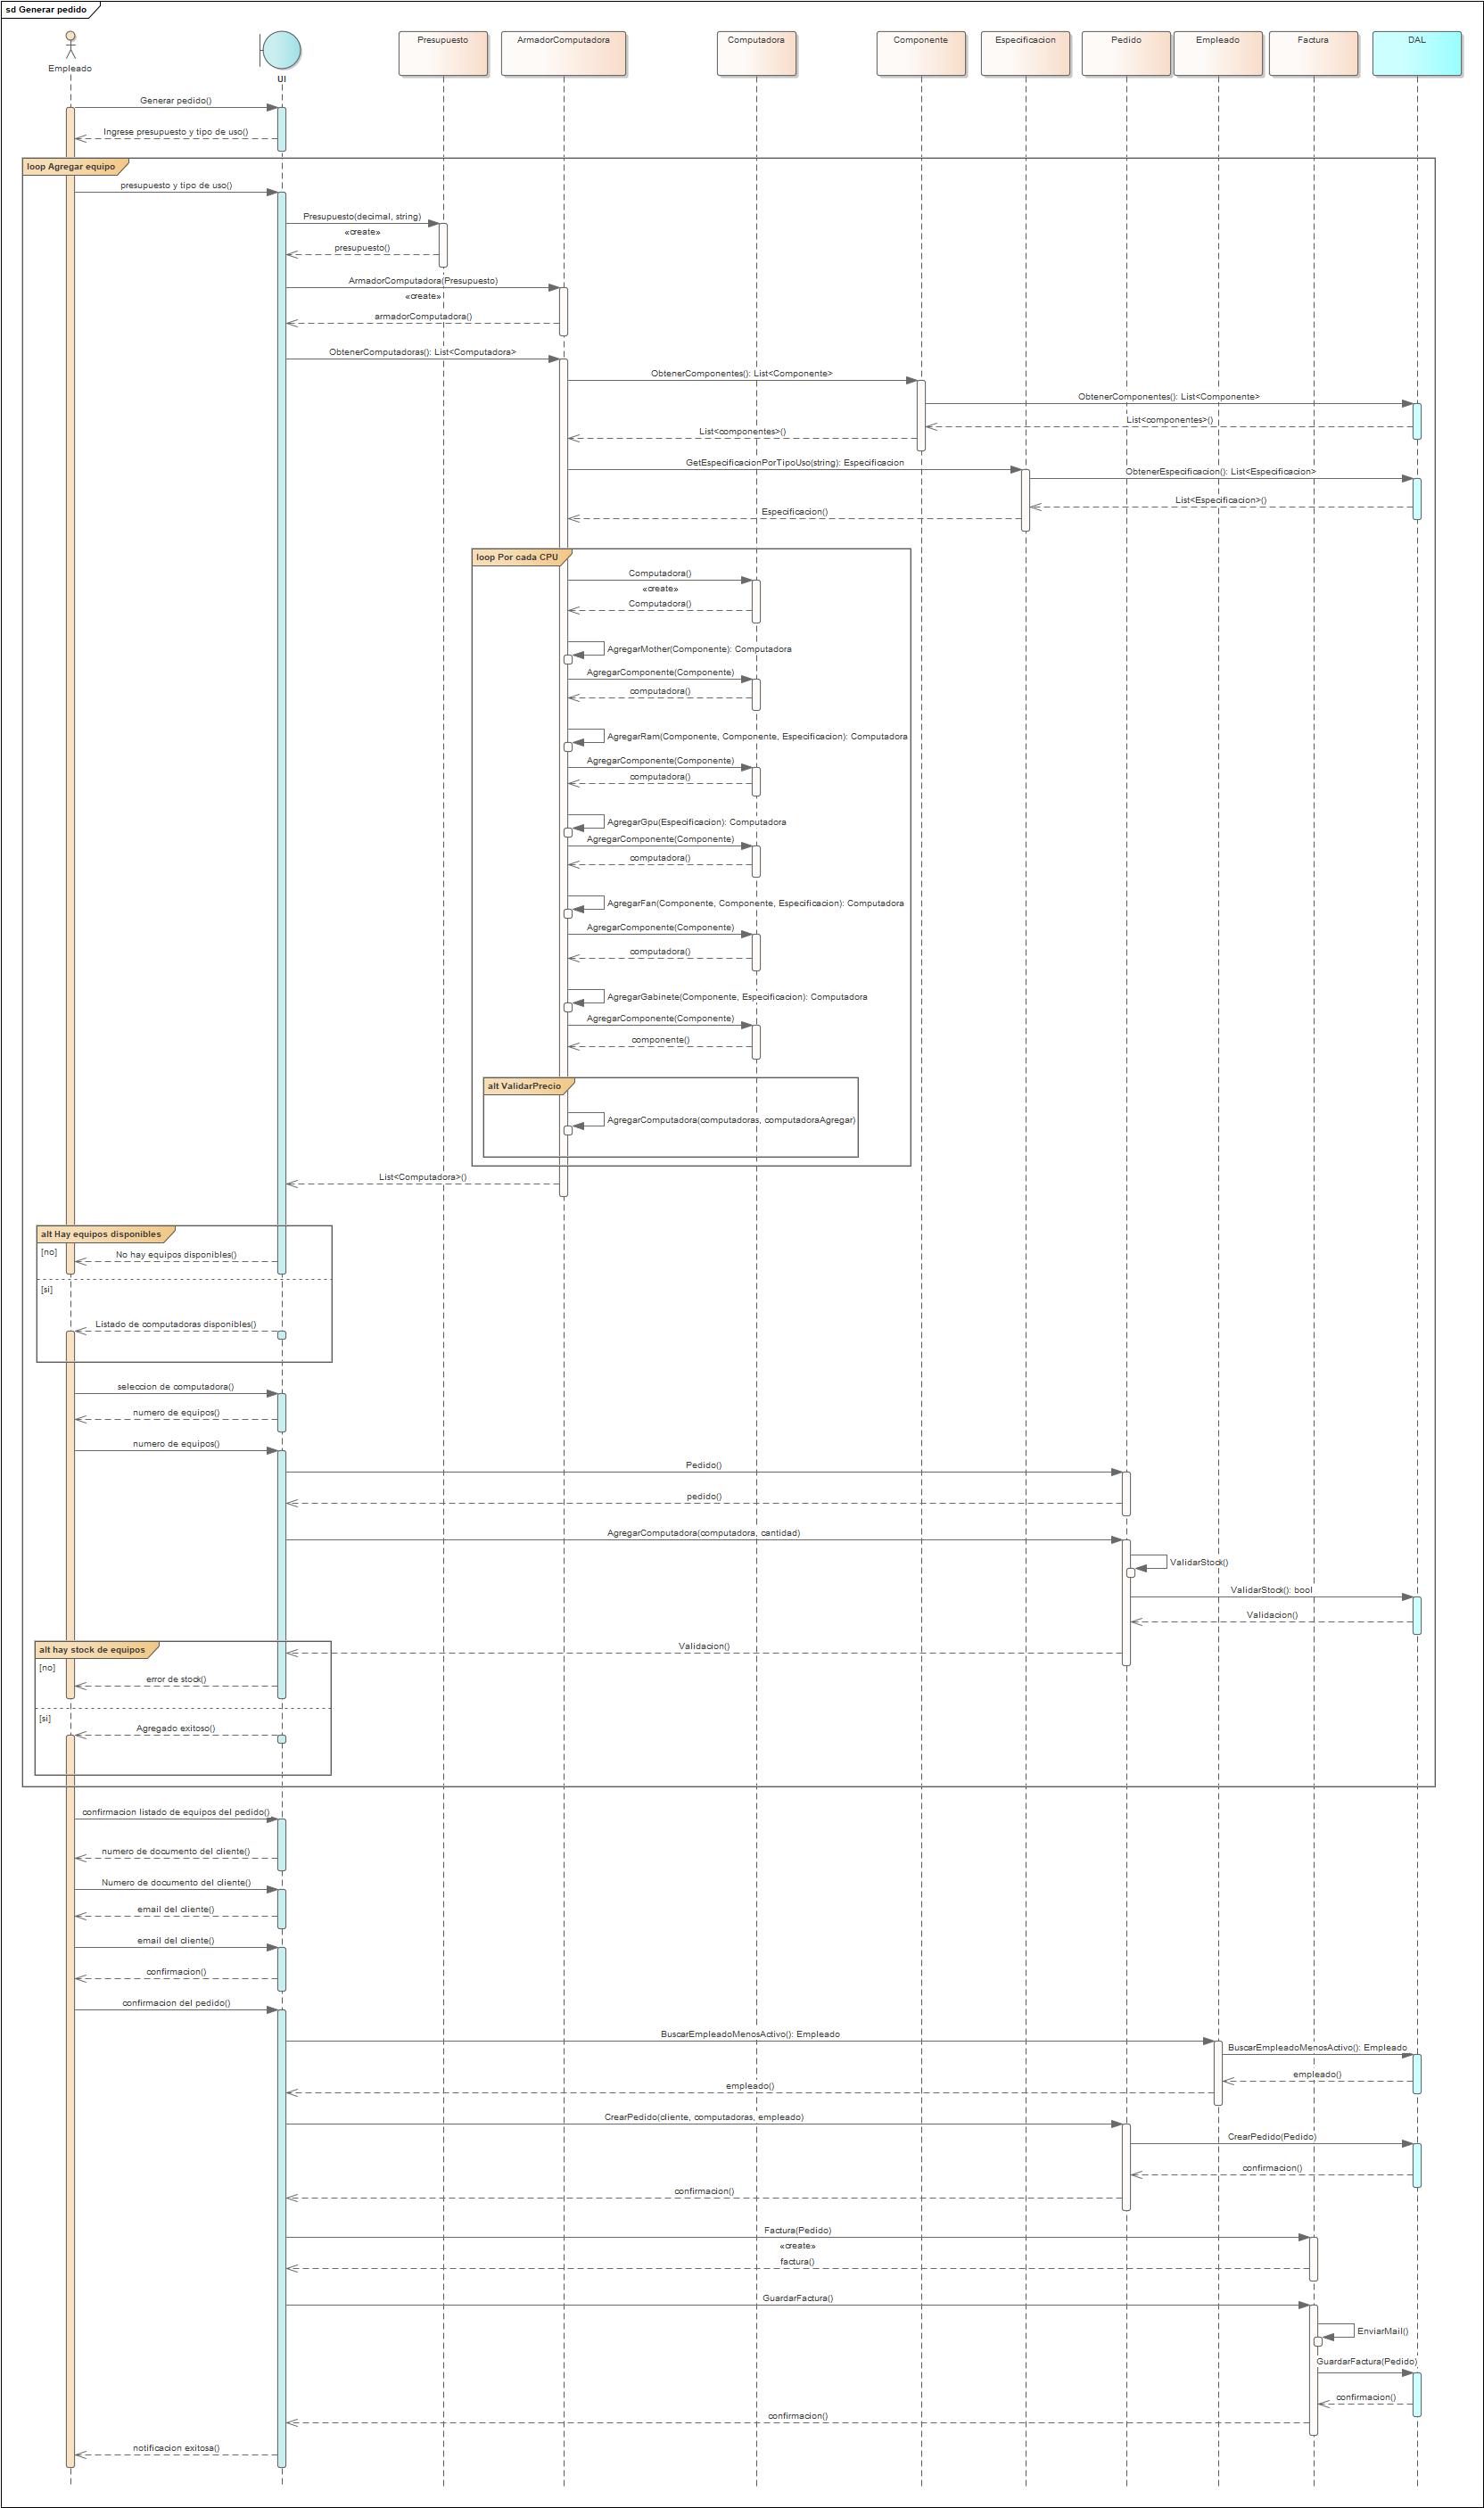 sd Generar pedido
Empleado
UI
Presupuesto
ArmadorComputadora
Computadora
Componente
Especificacion
Pedido
Empleado
Factura
DAL
Generar pedido()
Ingrese presupuesto y tipo de uso()
loop Agregar equipo
presupuesto y tipo de uso()
Presupuesto(decimal, string)
«create»
presupuesto()
ArmadorComputadora(Presupuesto)
«create»
armadorComputadora()
ObtenerComputadoras(): List<Computadora>
ObtenerComponentes(): List<Componente>
ObtenerComponentes(): List<Componente>
List<componentes>()
List<componentes>()
GetEspecificacionPorTipoUso(string): Especificacion
ObtenerEspecificacion(): List<Especificacion>
List<Especificacion>()
Especificacion()
loop Por cada CPU
Computadora()
«create»
Computadora()
AgregarMother(Componente): Computadora
AgregarComponente(Componente)
computadora()
AgregarRam(Componente, Componente, Especificacion): Computadora
AgregarComponente(Componente)
computadora()
AgregarGpu(Especificacion): Computadora
AgregarComponente(Componente)
computadora()
AgregarFan(Componente, Componente, Especificacion): Computadora
AgregarComponente(Componente)
computadora()
AgregarGabinete(Componente, Especificacion): Computadora
AgregarComponente(Componente)
componente()
alt ValidarPrecio
AgregarComputadora(computadoras, computadoraAgregar)
List<Computadora>()
alt Hay equipos disponibles
[no]
No hay equipos disponibles()
[si]
Listado de computadoras disponibles()
seleccion de computadora()
numero de equipos()
numero de equipos()
Pedido()
pedido()
AgregarComputadora(computadora, cantidad)
ValidarStock()
ValidarStock(): bool
Validacion()
alt hay stock de equipos
Validacion()
[no]
error de stock()
[si]
Agregado exitoso()
confirmacion listado de equipos del pedido()
numero de documento del cliente()
Numero de documento del cliente()
email del cliente()
email del cliente()
confirmacion()
confirmacion del pedido()
BuscarEmpleadoMenosActivo(): Empleado
BuscarEmpleadoMenosActivo(): Empleado
empleado()
empleado()
CrearPedido(cliente, computadoras, empleado)
CrearPedido(Pedido)
confirmacion()
confirmacion()
Factura(Pedido)
«create»
factura()
GuardarFactura()
EnviarMail()
GuardarFactura(Pedido)
confirmacion()
confirmacion()
notificacion exitosa()